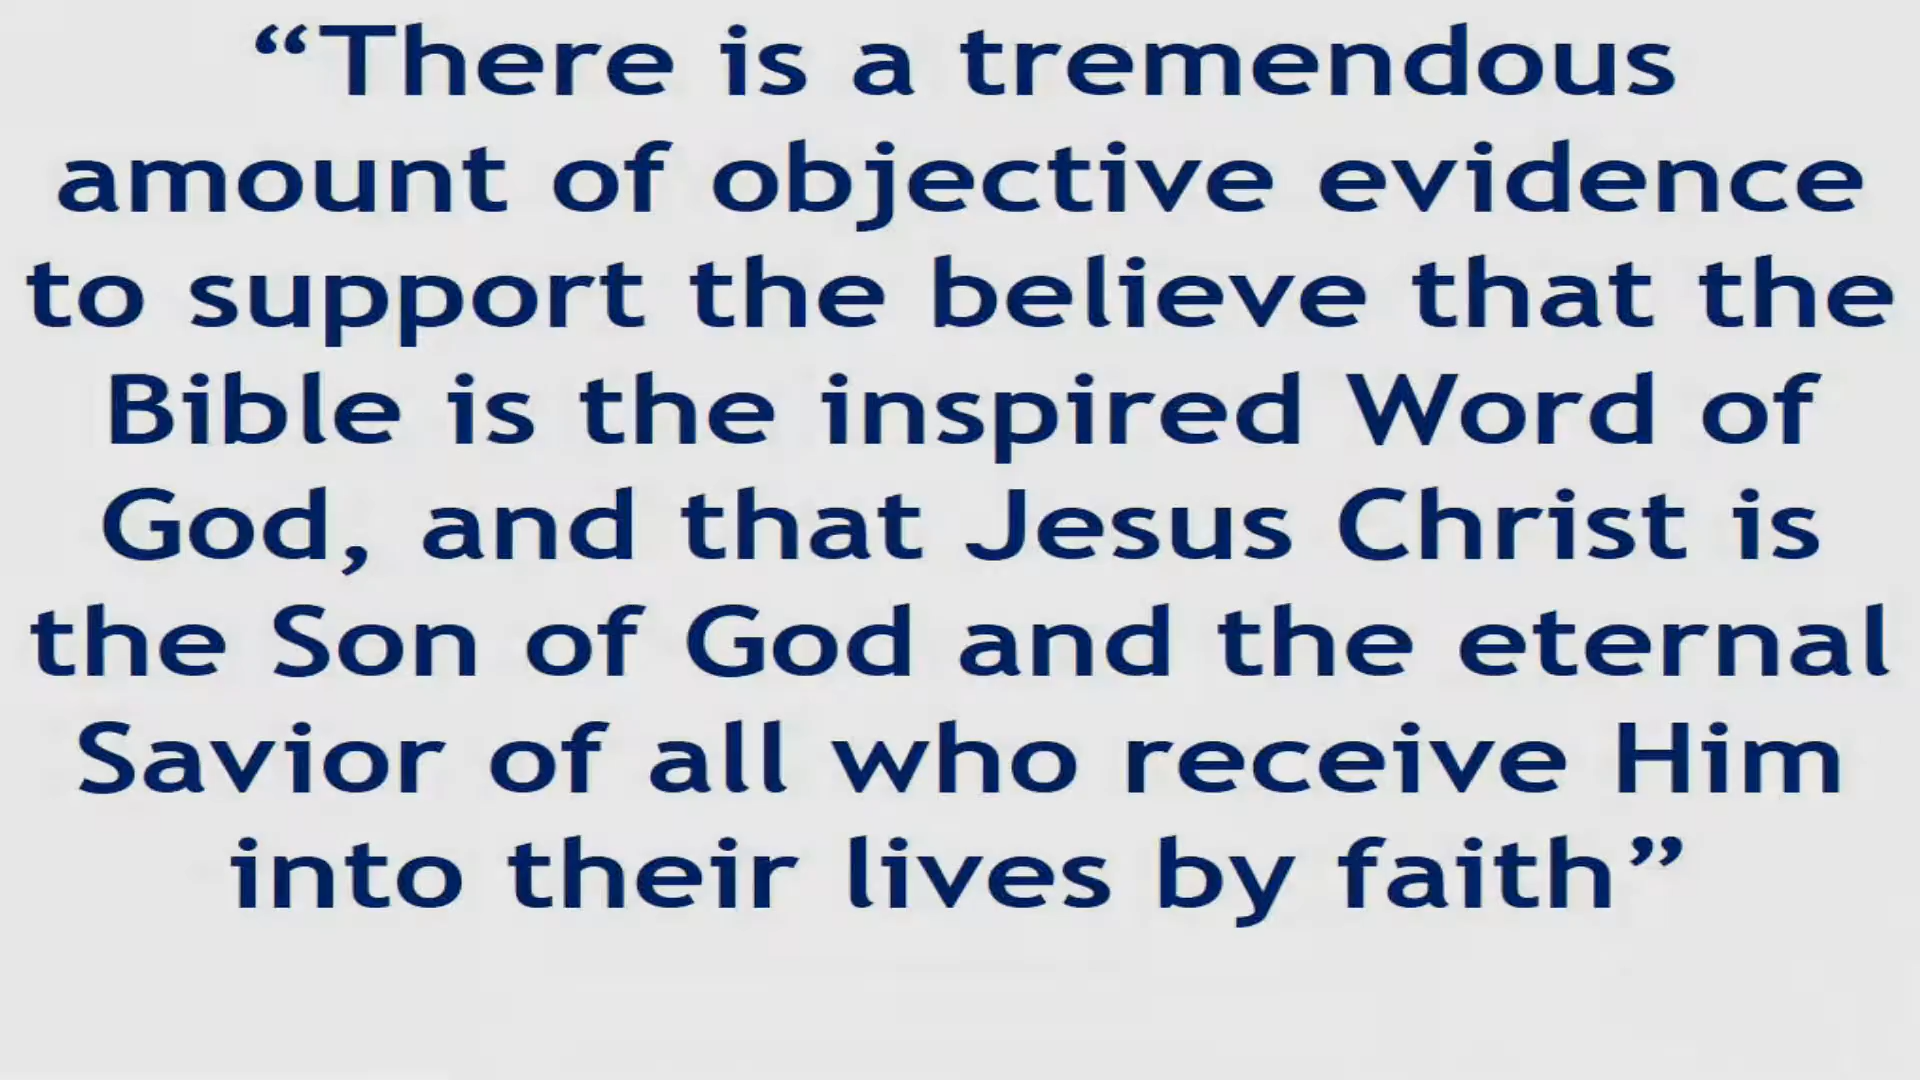 “There is a tremendous
amount of objective evidence
to support the believe that the
Bible is the inspired Word of
God, and that Jesus Christ is
the Son of God and the eternal
Savior of all who receive Him
into their lives by faith”